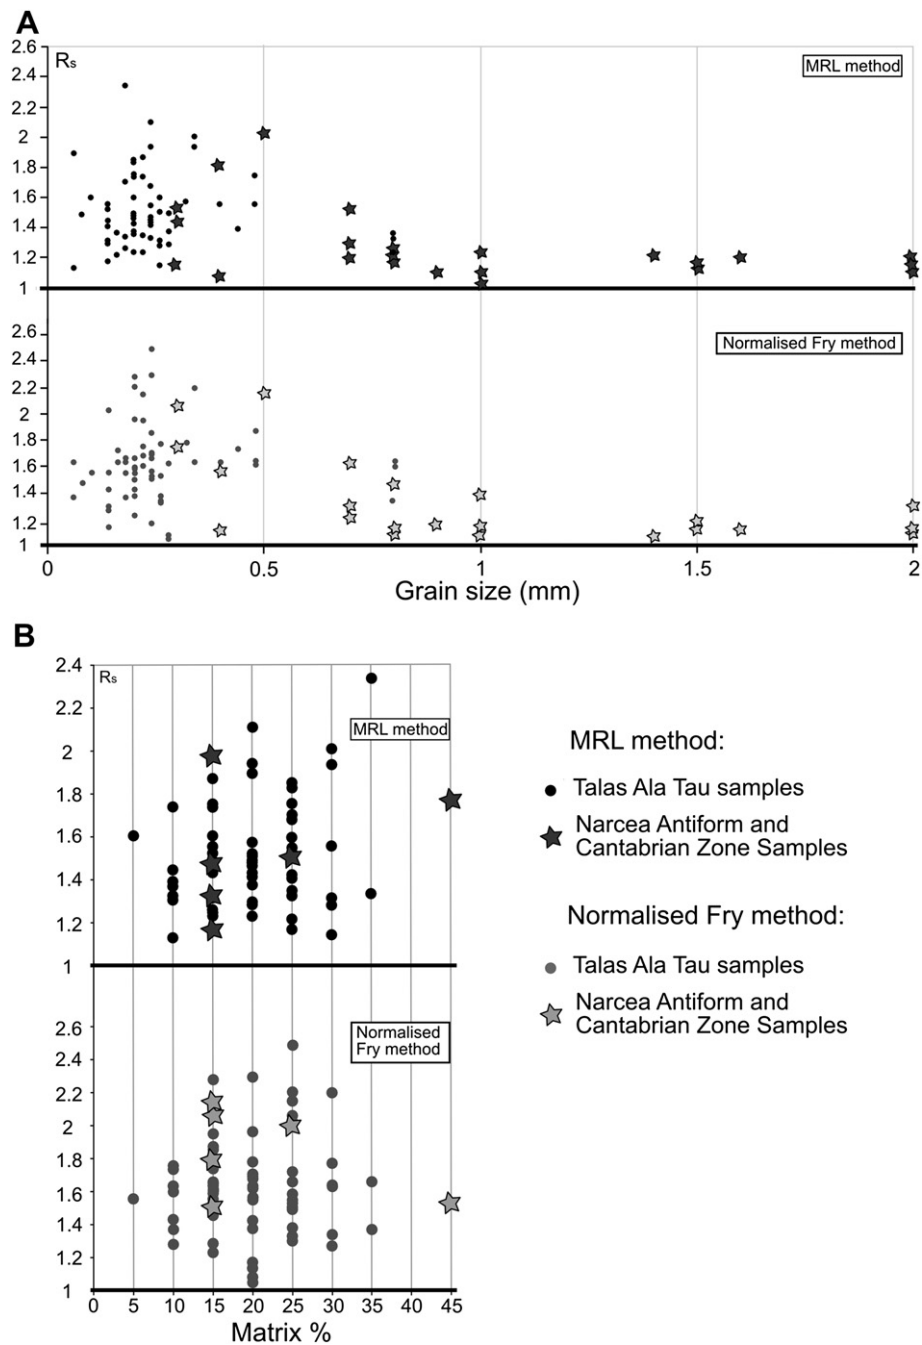 A
2.6
Rs
MRL method
2.4
2.2
2
1.8
1.6
1.4
1.2
1
2.6
Normalised Fry method
2.4
2.2
2
1.8
1.6
1.4
1.2
1
0 0.5 1 1.5 2
Grain size (mm)
B
2.4
Rs
2.2
MRL method
2
1.8
1.6
1.4
1.2
1
2.6
Normalised
Fry method
2.4
2.2
2
1.8
1.6
1.4
1.2
1
0 5 10 15 20 25 30 35 45
Matrix %
MRL method:
Talas Ala Tau samples
Narcea Antiform and
Cantabrian Zone Samples
Normalised Fry method:
Talas Ala Tau samples
Narcea Antiform and
Cantabrian Zone Samples